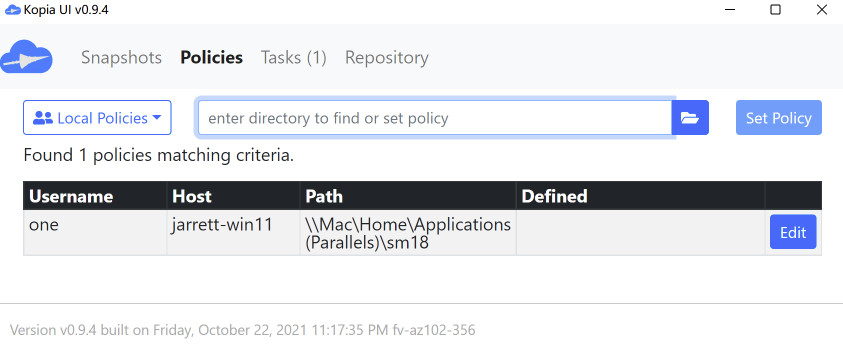 Kopia UI v0.9.4
Snapshots Policies Tasks (1) Repository
Local Policies enter directory to find or set policy Set Policy
Found 1 policies matching criteria.
Username Host Path Defined
one jarrett-win11 \\Mac\Home\Applications
(Parallels)\sm18 Edit
Version v0.9.4 built on Friday, October 22, 2021 11:17:35 PM fv-az102-356